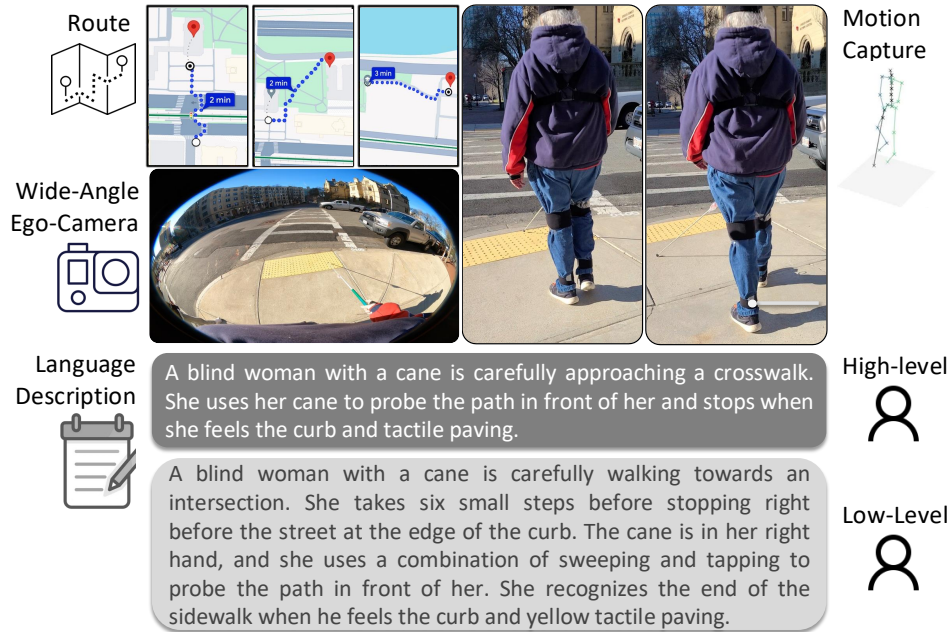 Route
2 min
2 min
3 min
Motion
Capture
Wide-Angle
Ego-Camera
Language
Description
A blind woman with a cane is carefully approaching a crosswalk.
She uses her cane to probe the path in front of her and stops when
she feels the curb and tactile paving.
High-level
A blind woman with a cane is carefully walking towards an
intersection. She takes six small steps before stopping right
before the street at the edge of the curb. The cane is in her right
hand, and she uses a combination of sweeping and tapping to
probe the path in front of her. She recognizes the end of the
sidewalk when he feels the curb and yellow tactile paving.
Low-Level